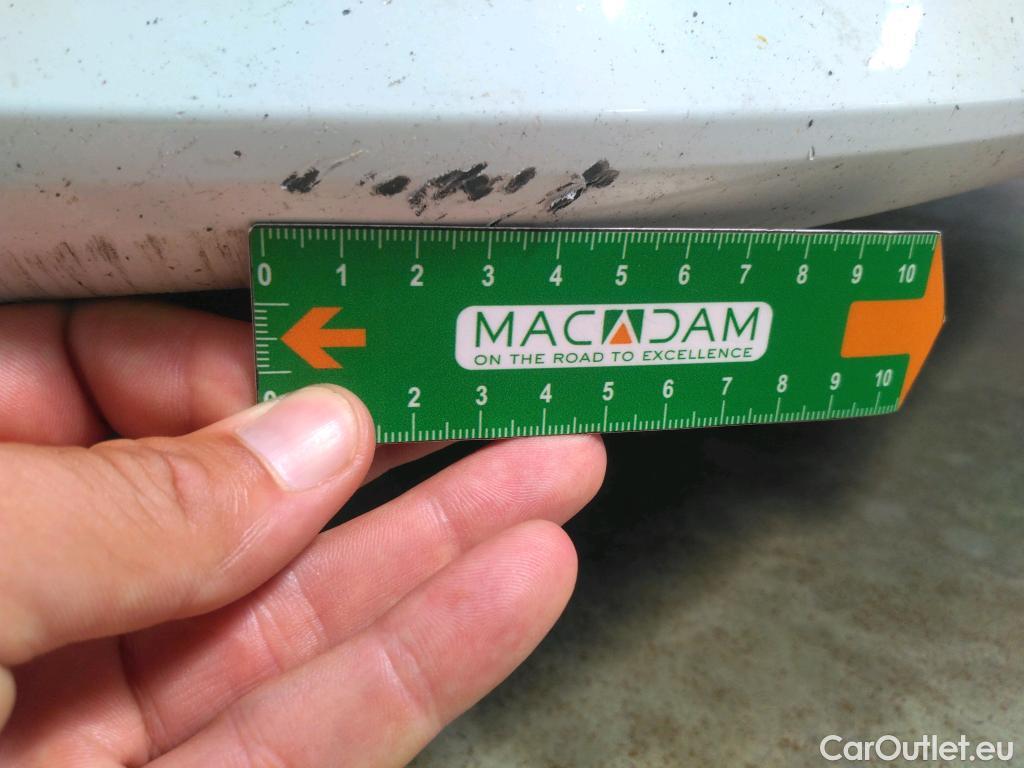 0 1 2 3 4 5 6 7 8 9 10
MACADAM
ON THE ROAD TO EXCELLENCE
2 3 4 5 6 7 8 9 10
CarOutlet.eu